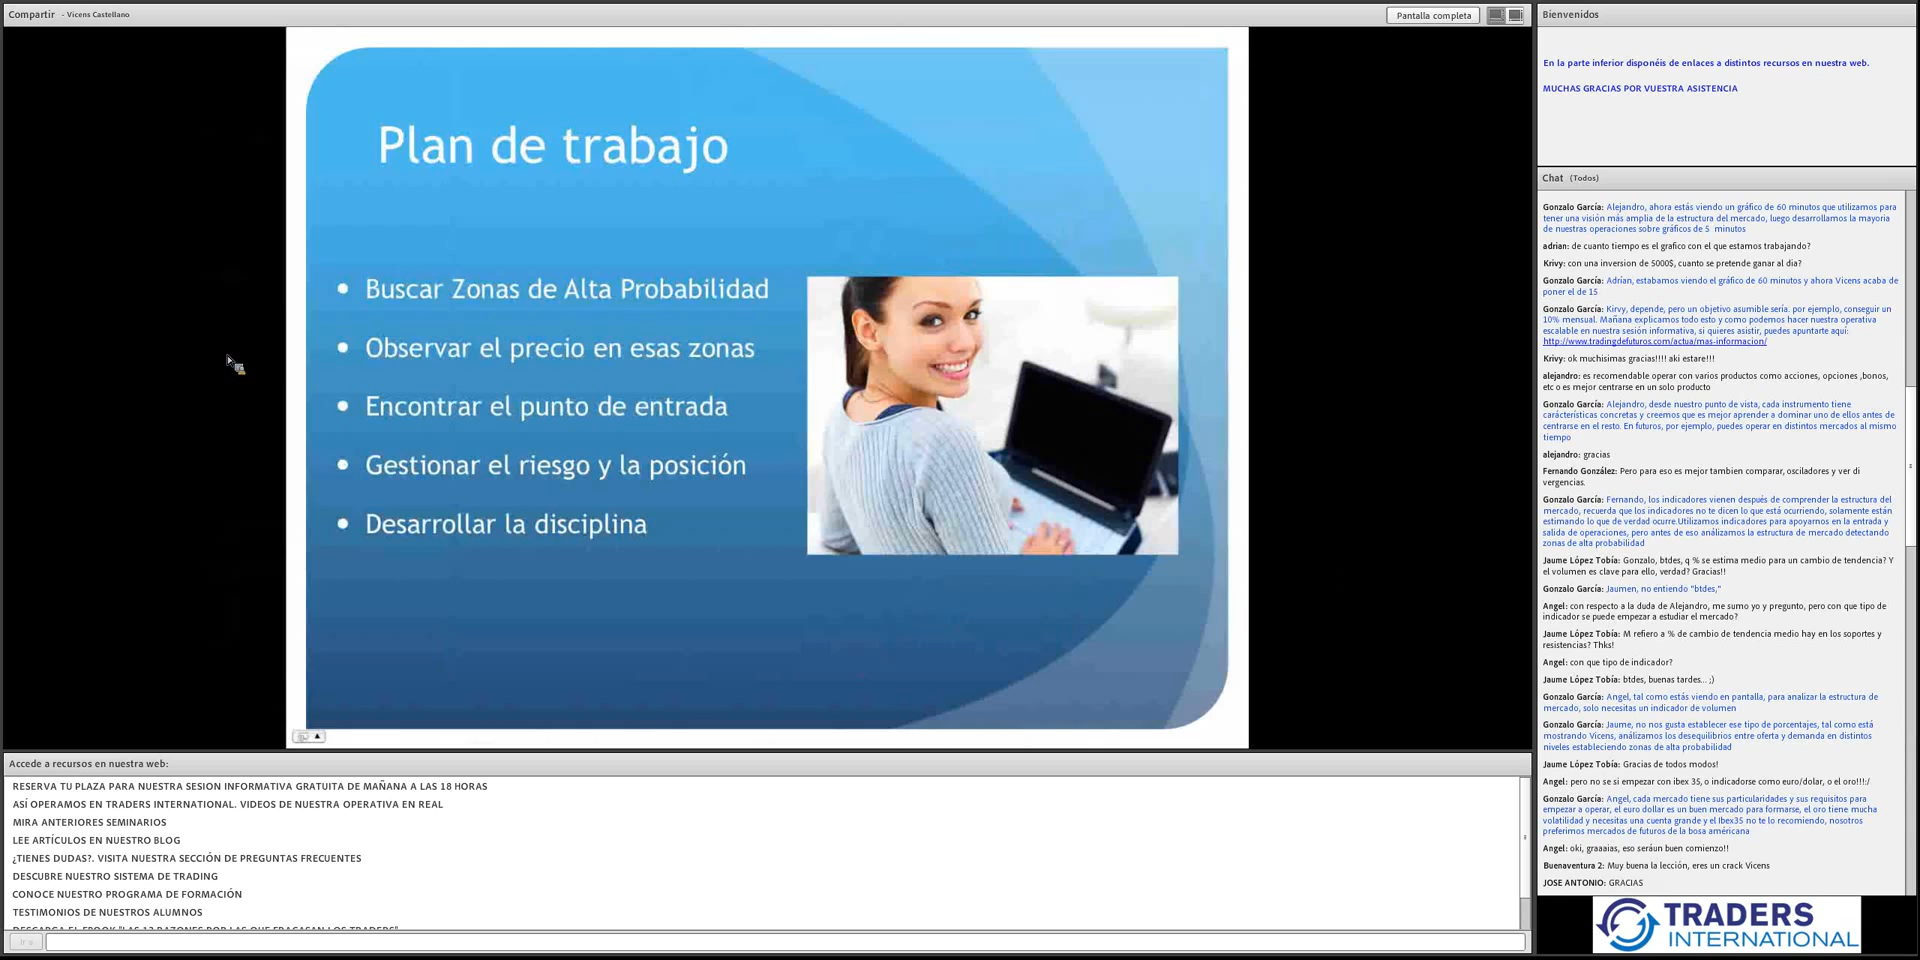 Compartir - Vicens Castellano
Pantalla completa
Plan de trabajo
• Buscar Zonas de Alta Probabilidad
• Observar el precio en esas zonas
• Encontrar el punto de entrada
• Gestionar el riesgo y la posición
• Desarrollar la disciplina
Accede a recursos en nuestra web:
RESERVA TU PLAZA PARA NUESTRA SESION INFORMATIVA GRATUITA DE MAÑANA A LAS 18 HORAS
ASÍ OPERAMOS EN TRADERS INTERNATIONAL. VIDEOS DE NUESTRA OPERATIVA EN REAL
MIRA ANTERIORES SEMINARIOS
LEE ARTÍCULOS EN NUESTRO BLOG
¿TIENES DUDAS?. VISITA NUESTRA SECCIÓN DE PREGUNTAS FRECUENTES
DESCUBRE NUESTRO SISTEMA DE TRADING
CONOCE NUESTRO PROGRAMA DE FORMACIÓN
TESTIMONIOS DE NUESTROS ALUMNOS
DESCARGA EL EBOOK "LAS 12 RAZONES POR LAS QUE FRACASAN LOS TRADERS"
Ir a
Bienvenidos
En la parte inferior disponéis de enlaces a distintos recursos en nuestra web.
MUCHAS GRACIAS POR VUESTRA ASISTENCIA
Chat (Todos)
Gonzalo García: Alejandro, ahora estás viendo un gráfico de 60 minutos que utilizamos para
tener una visión más amplia de la estructura del mercado, luego desarrollamos la mayoria
de nuestras operaciones sobre gráficos de 5 minutos
adrian: de cuanto tiempo es el grafico con el que estamos trabajando?
Krivy: con una inversion de 5000$, cuanto se pretende ganar al dia?
Gonzalo García: Adrían, estabamos viendo el gráfico de 60 minutos y ahora Vicens acaba de
poner el de 15
Gonzalo García: Kirvy, depende, pero un objetivo asumible sería. por ejemplo, conseguir un
10% mensual. Mañana explicamos todo esto y como podemos hacer nuestra operativa
escalable en nuestra sesión informativa, si quieres asistir, puedes apuntarte aquí:
http://www.tradingdefuturos.com/actua/mas-informacion/
Krivy: ok muchisimas gracias!!!! aki estare!!!
alejandro: es recomendable operar con varios productos como acciones, opciones ,bonos,
etc o es mejor centrarse en un solo producto
Gonzalo García: Alejandro, desde nuestro punto de vista, cada instrumento tiene
carácterísticas concretas y creemos que es mejor aprender a dominar uno de ellos antes de
centrarse en el resto. En futuros, por ejemplo, puedes operar en distintos mercados al mismo
tiempo
alejandro: gracias
Fernando González: Pero para eso es mejor tambien comparar, osciladores y ver di
vergencias.
Gonzalo García: Fernando, los indicadores vienen después de comprender la estructura del
mercado, recuerda que los indicadores no te dicen lo que está ocurriendo, solamente están
estimando lo que de verdad ocurre.Utilizamos indicadores para apoyarnos en la entrada y
salida de operaciones, pero antes de eso análizamos la estructura de mercado detectando
zonas de alta probabilidad
Jaume López Tobía: Gonzalo, btdes, q % se estima medio para un cambio de tendencia? Y
el volumen es clave para ello, verdad? Gracias!!
Gonzalo García: Jaumen, no entiendo "btdes,"
Angel: con respecto a la duda de Alejandro, me sumo yo y pregunto, pero con que tipo de
indicador se puede empezar a estudiar el mercado?
Jaume López Tobía: M refiero a % de cambio de tendencia medio hay en los soportes y
resistencias? Thks!
Angel: con que tipo de indicador?
Jaume López Tobía: btdes, buenas tardes... ;)
Gonzalo García: Angel, tal como estás viendo en pantalla, para analizar la estructura de
mercado, solo necesitas un indicador de volumen
Gonzalo García: Jaume, no nos gusta establecer ese tipo de porcentajes, tal como está
mostrando Vicens, análizamos los desequilibrios entre oferta y demanda en distintos
niveles estableciendo zonas de alta probabilidad
Jaume López Tobía: Gracias de todos modos!
Angel: pero no se si empezar con ibex 35, o indicadorse como euro/dolar, o el oro!!!:/
Gonzalo García: Angel, cada mercado tiene sus particularidades y sus requisitos para
empezar a operar, el euro dollar es un buen mercado para formarse, el oro tiene mucha
volatilidad y necesitas una cuenta grande y el Ibex35 no te lo recomiendo, nosotros
preferimos mercados de futuros de la bosa américana
Angel: oki, graaaias, eso seráun buen comienzo!!
Buenaventura 2: Muy buena la lección, eres un crack Vicens
JOSE ANTONIO: GRACIAS
TRADERS
INTERNATIONAL